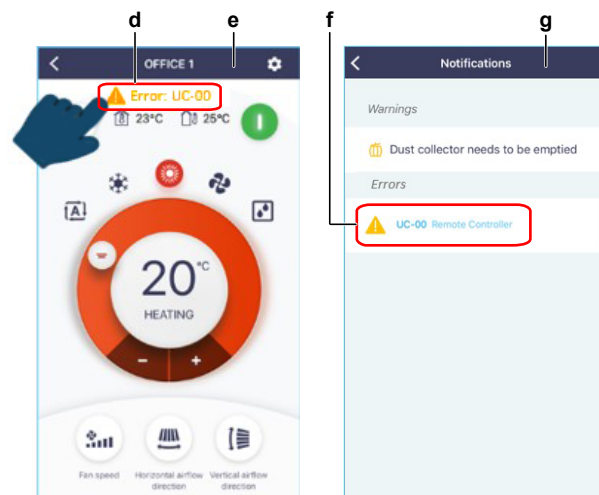 d
e
f
g
OFFICE 1
Error: UC-00
23°C
25°C
A
20°C
HEATING
Fan speed
Horizontal airflow
direction
Vertical airflow
direction
Notifications
Warnings
Dust collector needs to be emptied
Errors
UC-00 Remote Controller